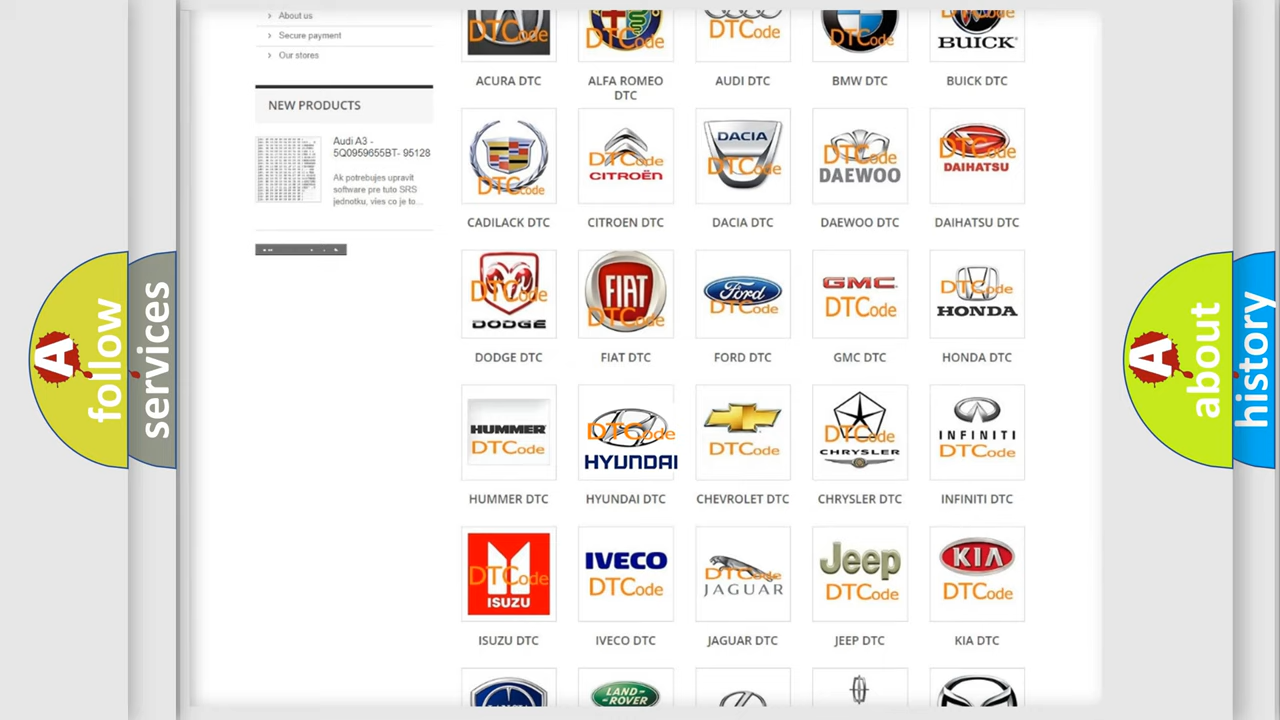 About us
Secure payment
Our stores
NEW PRODUCTS
Audi A3 -
5Q0959655BT- 95128
Ak potrebujes upravit
software pre tuto SRS
jednotku, vies co je to...
DTCode
DTCode
DTCode
DTCode
BUICK
ACURA DTC
ALFA ROMEO
DTC
AUDI DTC
BMW DTC
BUICK DTC
DTCode
DTCode
CITROËN
DACIA
DTCode
DTCode
DAEWOO
DTCode
DAIHATSU
CADILACK DTC
CITROEN DTC
DACIA DTC
DAEWOO DTC
DAIHATSU DTC
DTCode
DODGE
FIAT
DTCode
Ford
DTCode
GMC
DTCode
DTCode
HONDA
DODGE DTC
FIAT DTC
FORD DTC
GMC DTC
HONDA DTC
HUMMER
DTCode
DTCode
HYUNDAI
DTCode
DTCode
CHRYSLER
INFINITI
DTCode
HUMMER DTC
HYUNDAI DTC
CHEVROLET DTC
CHRYSLER DTC
INFINITI DTC
DTCode
ISUZU
IVECO
DTCode
DTCode
JAGUAR
Jeep
DTCode
KIA
DTCode
ISUZU DTC
IVECO DTC
JAGUAR DTC
JEEP DTC
KIA DTC
LAND-
ROVER
A
follow
services
A
about
history